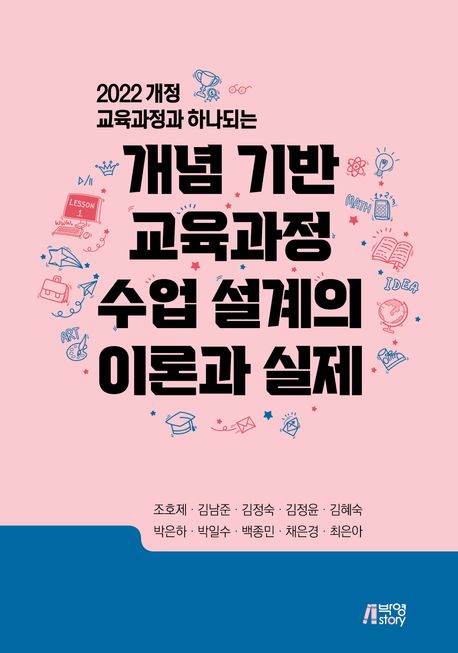 2022 개정
교육과정과 하나되는
개념 기반
교육과정
수업 설계의
이론과 실제
LESSON
1
MATH
1+2=3
IDEA
ART
조호제 · 김남준 · 김정숙 · 김정윤 · 김혜숙
박은하 · 박일수 · 백종민 · 채은경 · 최은아
박영
story